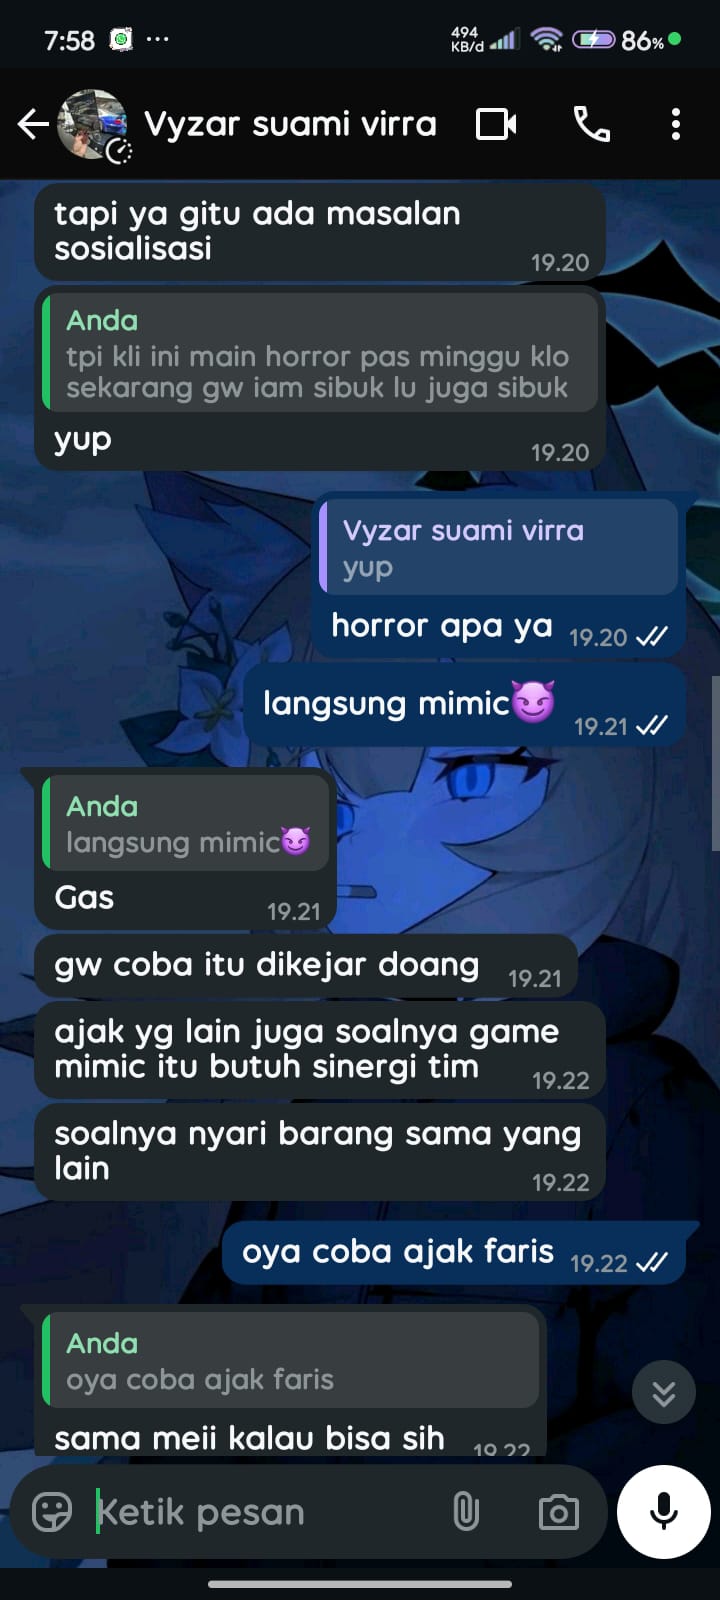 7:58 ...
494 KB/d 86%
Vyzar suami virra
tapi ya gitu ada masalan
sosialisasi
19.20
Anda
tpi kli ini main horror pas minggu klo
sekarang gw iam sibuk lu juga sibuk
yup
19.20
Vyzar suami virra
yup
horror apa ya 19.20
langsung mimic😈 19.21
Anda
langsung mimic😈
Gas
19.21
gw coba itu dikejar doang 19.21
ajak yg lain juga soalnya game
mimic itu butuh sinergi tim 19.22
soalnya nyari barang sama yang
lain
19.22
oya coba ajak faris 19.22
Anda
oya coba ajak faris
sama meii kalau bisa sih 19.22
Ketik pesan